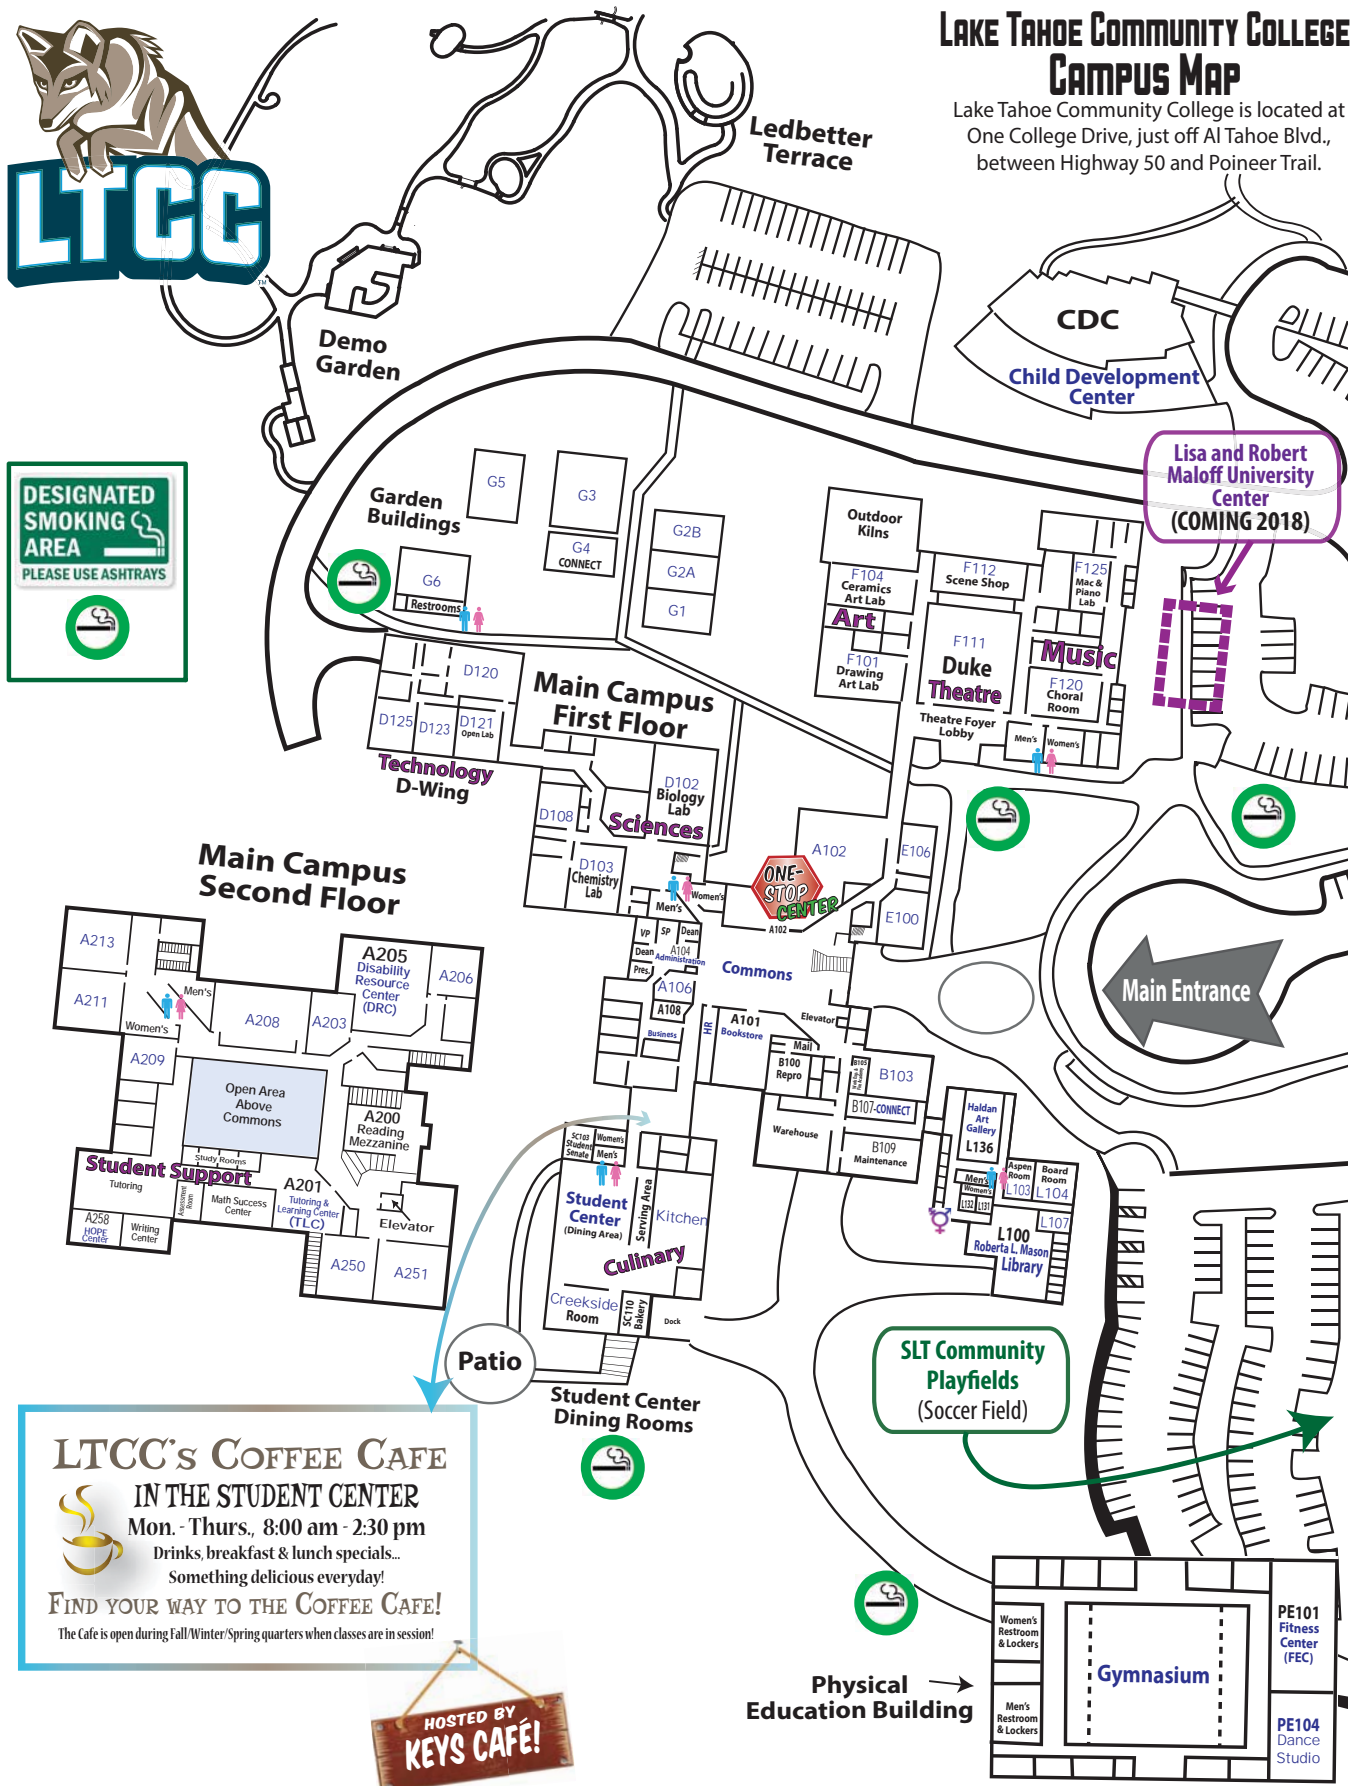 LAKE TAHOE COMMUNITY COLLEGE
CAMPUS MAP
Lake Tahoe Community College is located at
One College Drive, just off Al Tahoe Blvd.,
between Highway 50 and Poineer Trail.
LTCC
TM
Ledbetter
Terrace
Demo
Garden
CDC
Child Development
Center
Lisa and Robert
Maloff University
Center
(COMING 2018)
DESIGNATED
SMOKING
AREA
PLEASE USE ASHTRAYS
Garden
Buildings
G5
G3
G4
CONNECT
G6
Restrooms
G2B
G2A
G1
Outdoor
Kilns
F104
Ceramics
Art Lab
Art
F101
Drawing
Art Lab
F112
Scene Shop
F111
Duke
Theatre
Theatre Foyer
Lobby
F125
Mac &
Piano
Lab
Music
F120
Choral
Room
Men's
Women's
Main Campus
First Floor
D120
D125
D123
D121
Open Lab
Technology
D-Wing
D102
Biology
Lab
Sciences
D108
D103
Chemistry
Lab
Men's
Women's
A102
ONE-
STOP
CENTER
A102
E106
E100
VP
SP
Dean
Dean
A104
Administration
Pres.
A106
A108
Business
Commons
HR
A101
Bookstore
Elevator
Mail
B100
Repro
B105
B103
B107-CONNECT
Warehouse
B109
Maintenance
Main Entrance
Haldan
Art
Gallery
L136
Men's
Women's
L132
L131
Aspen
Room
L103
Board
Room
L104
L107
L100
Roberta L. Mason
Library
Main Campus
Second Floor
A213
A211
Men's
Women's
A209
A208
A203
A205
Disability
Resource
Center
(DRC)
A206
Open Area
Above
Commons
A200
Reading
Mezzanine
Study Rooms
Student Support
Tutoring
Assessment
Room
Math Success
Center
A201
Tutoring &
Learning Center
(TLC)
Elevator
A258
HOPE
Center
Writing
Center
A250
A251
SC103
Student
Senate
Women's
Men's
Student
Center
(Dining Area)
Serving Area
Kitchen
Culinary
Creekside
Room
SC110
Bakery
Dock
Patio
Student Center
Dining Rooms
SLT Community
Playfields
(Soccer Field)
LTCC'S COFFEE CAFE
IN THE STUDENT CENTER
Mon. - Thurs., 8:00 am - 2:30 pm
Drinks, breakfast & lunch specials...
Something delicious everyday!
FIND YOUR WAY TO THE COFFEE CAFE!
The Cafe is open during Fall/Winter/Spring quarters when classes are in session!
HOSTED BY
KEYS CAFÉ!
Physical
Education Building
Women's
Restroom
& Lockers
Men's
Restroom
& Lockers
Gymnasium
PE101
Fitness
Center
(FEC)
PE104
Dance
Studio